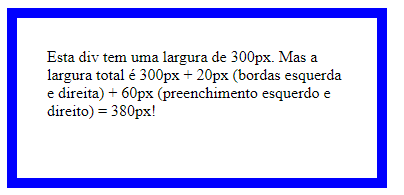 Esta div tem uma largura de 300px. Mas a
largura total é 300px + 20px (bordas esquerda
e direita) + 60px (preenchimento esquerdo e
direito) = 380px!